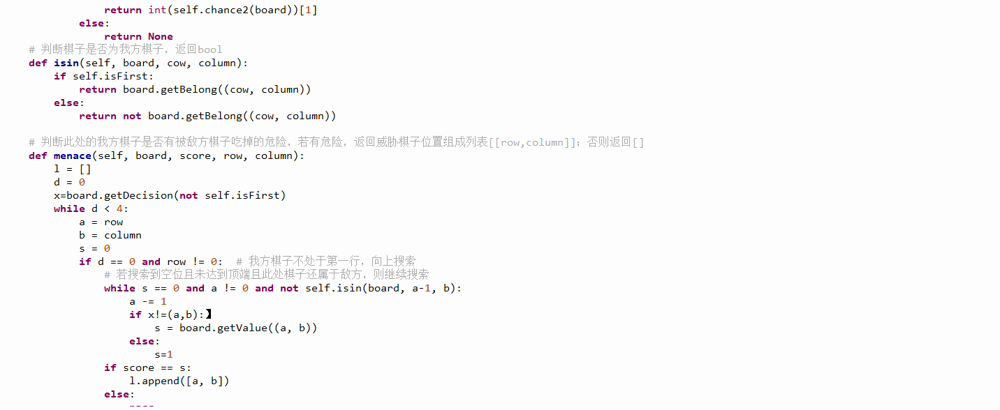 return int(self.chance2(board))[1]
else:
return None
# 判断棋子是否为我方棋子，返回bool
def isin(self, board, cow, column):
if self.isFirst:
return board.getBelong((cow, column))
else:
return not board.getBelong((cow, column))
# 判断此处的我方棋子是否有被敌方棋子吃掉的危险，若有危险，返回威胁棋子位置组成列表[[row,column]]；否则返回[]
def menace(self, board, score, row, column):
l = []
d = 0
x=board.getDecision(not self.isFirst)
while d < 4:
a = row
b = column
s = 0
if d == 0 and row != 0:  # 我方棋子不处于第一行，向上搜索
# 若搜索到空位且未达到顶端且此处棋子还属于敌方，则继续搜索
while s == 0 and a != 0 and not self.isin(board, a-1, b):
a -= 1
if x!=(a,b):
s = board.getValue((a, b))
else:
s=1
if score == s:
l.append([a, b])
else: